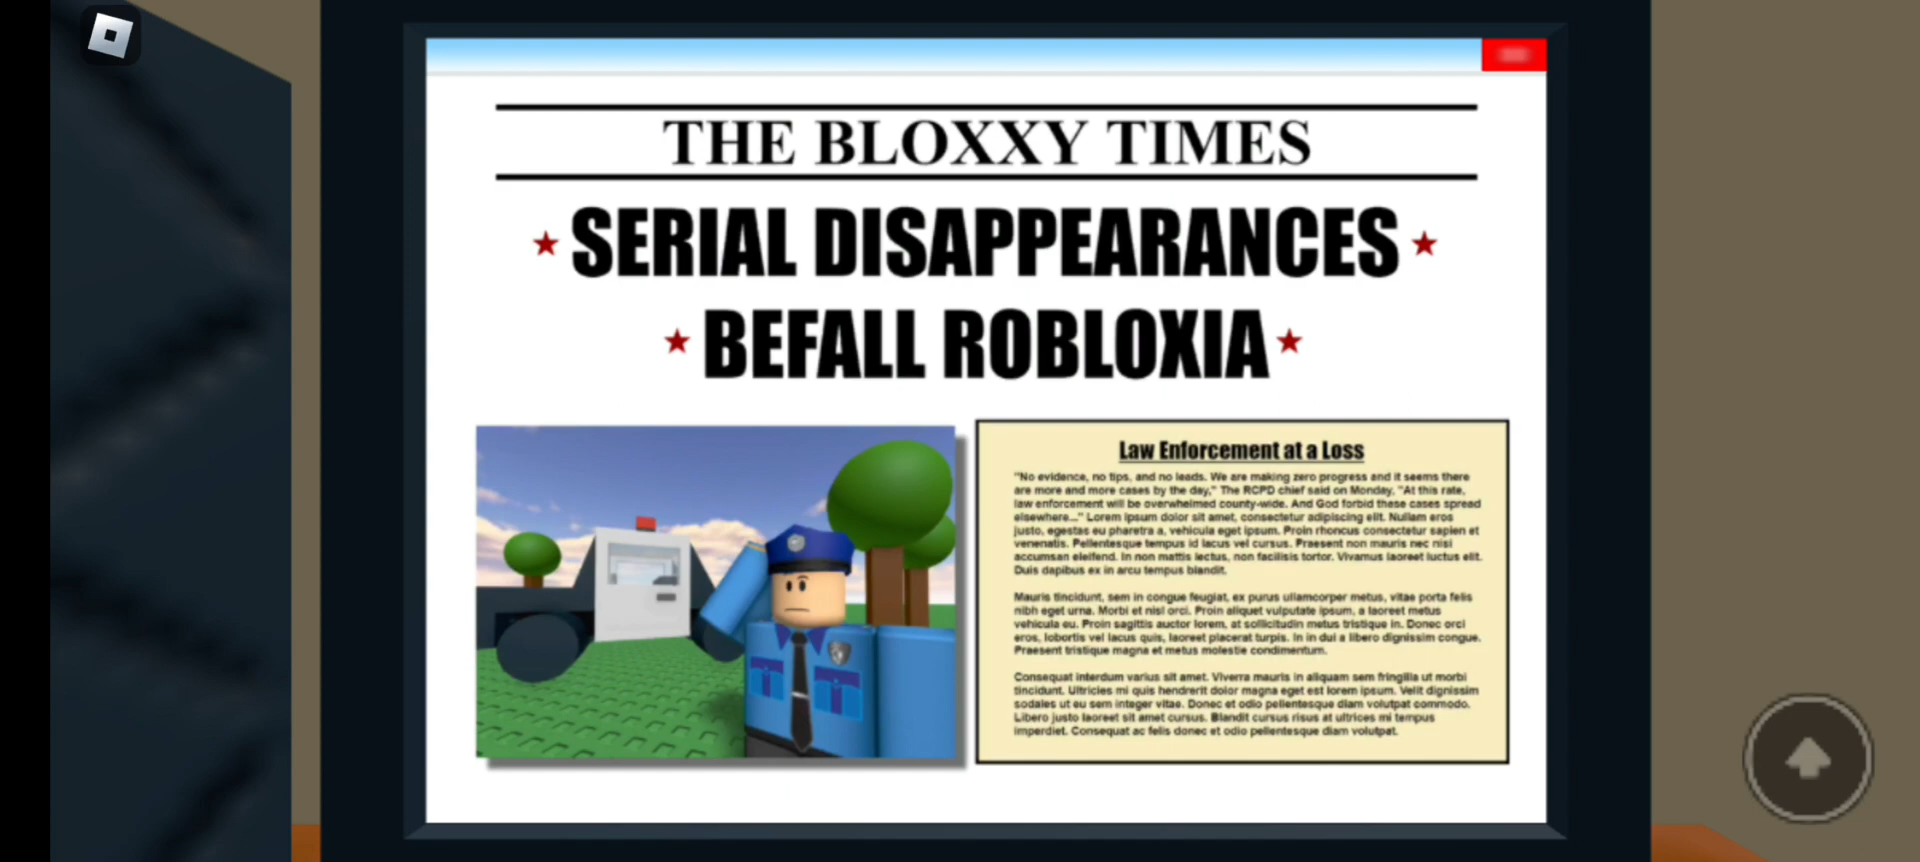 THE BLOXXY TIMES
SERIAL DISAPPEARANCES
BEFALL ROBLOXIA
Law Enforcement at a Loss
"No evidence, no tips, and no leads. We are making zero progress and it seems there
are more and more cases by the day," The RCPD chief said on Monday, "At this rate,
law enforcement will be overwhelmed county-wide. And God forbid these cases spread
elsewhere..." Lorem ipsum dolor sit amet, consectetur adipiscing elit. Nullam eros
justo, egestas eu pharetra a, vehicula eget ipsum. Proin rhoncus consectetur sapien et
venenatis. Pellentesque tempus id lacus vel cursus. Praesent non mauris nec nisi
accumsan eleifend. In non mattis lectus, non facilisis tortor. Vivamus laoreet luctus elit.
Duis dapibus ex in arcu tempus blandit.
Mauris tincidunt, sem in congue feugiat, ex purus ullamcorper metus, vitae porta felis
nibh eget urna. Morbi et nisl orci. Proin aliquet vulputate ipsum, a laoreet metus
vehicula eu. Proin sagittis auctor lorem, at sollicitudin metus tristique in. Donec orci
eros, lobortis vel lacus quis, laoreet placerat turpis. In in dui a libero dignissim congue.
Praesent tristique magna et metus molestie condimentum.
Consequat interdum varius sit amet. Viverra mauris in aliquam sem fringilla ut morbi
tincidunt. Ultricies mi quis hendrerit dolor magna eget est lorem ipsum. Velit dignissim
sodales ut eu sem integer vitae. Donec et odio pellentesque diam volutpat commodo.
Libero justo laoreet sit amet cursus. Blandit cursus risus at ultrices mi tempus
imperdiet. Consequat ac felis donec et odio pellentesque diam volutpat.